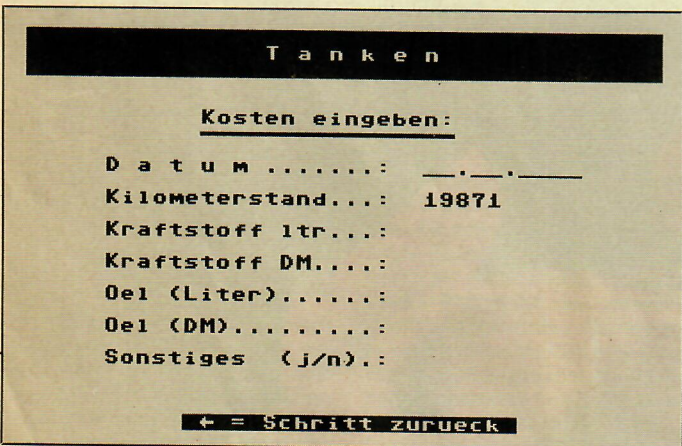 T a n k e n
Kosten eingeben:
D a t u m .......: __.__.____
Kilometerstand...: 19871
Kraftstoff ltr...:
Kraftstoff DM....:
Oel (Liter)......:
Oel (DM).........:
Sonstiges (j/n).:
← = Schritt zurueck